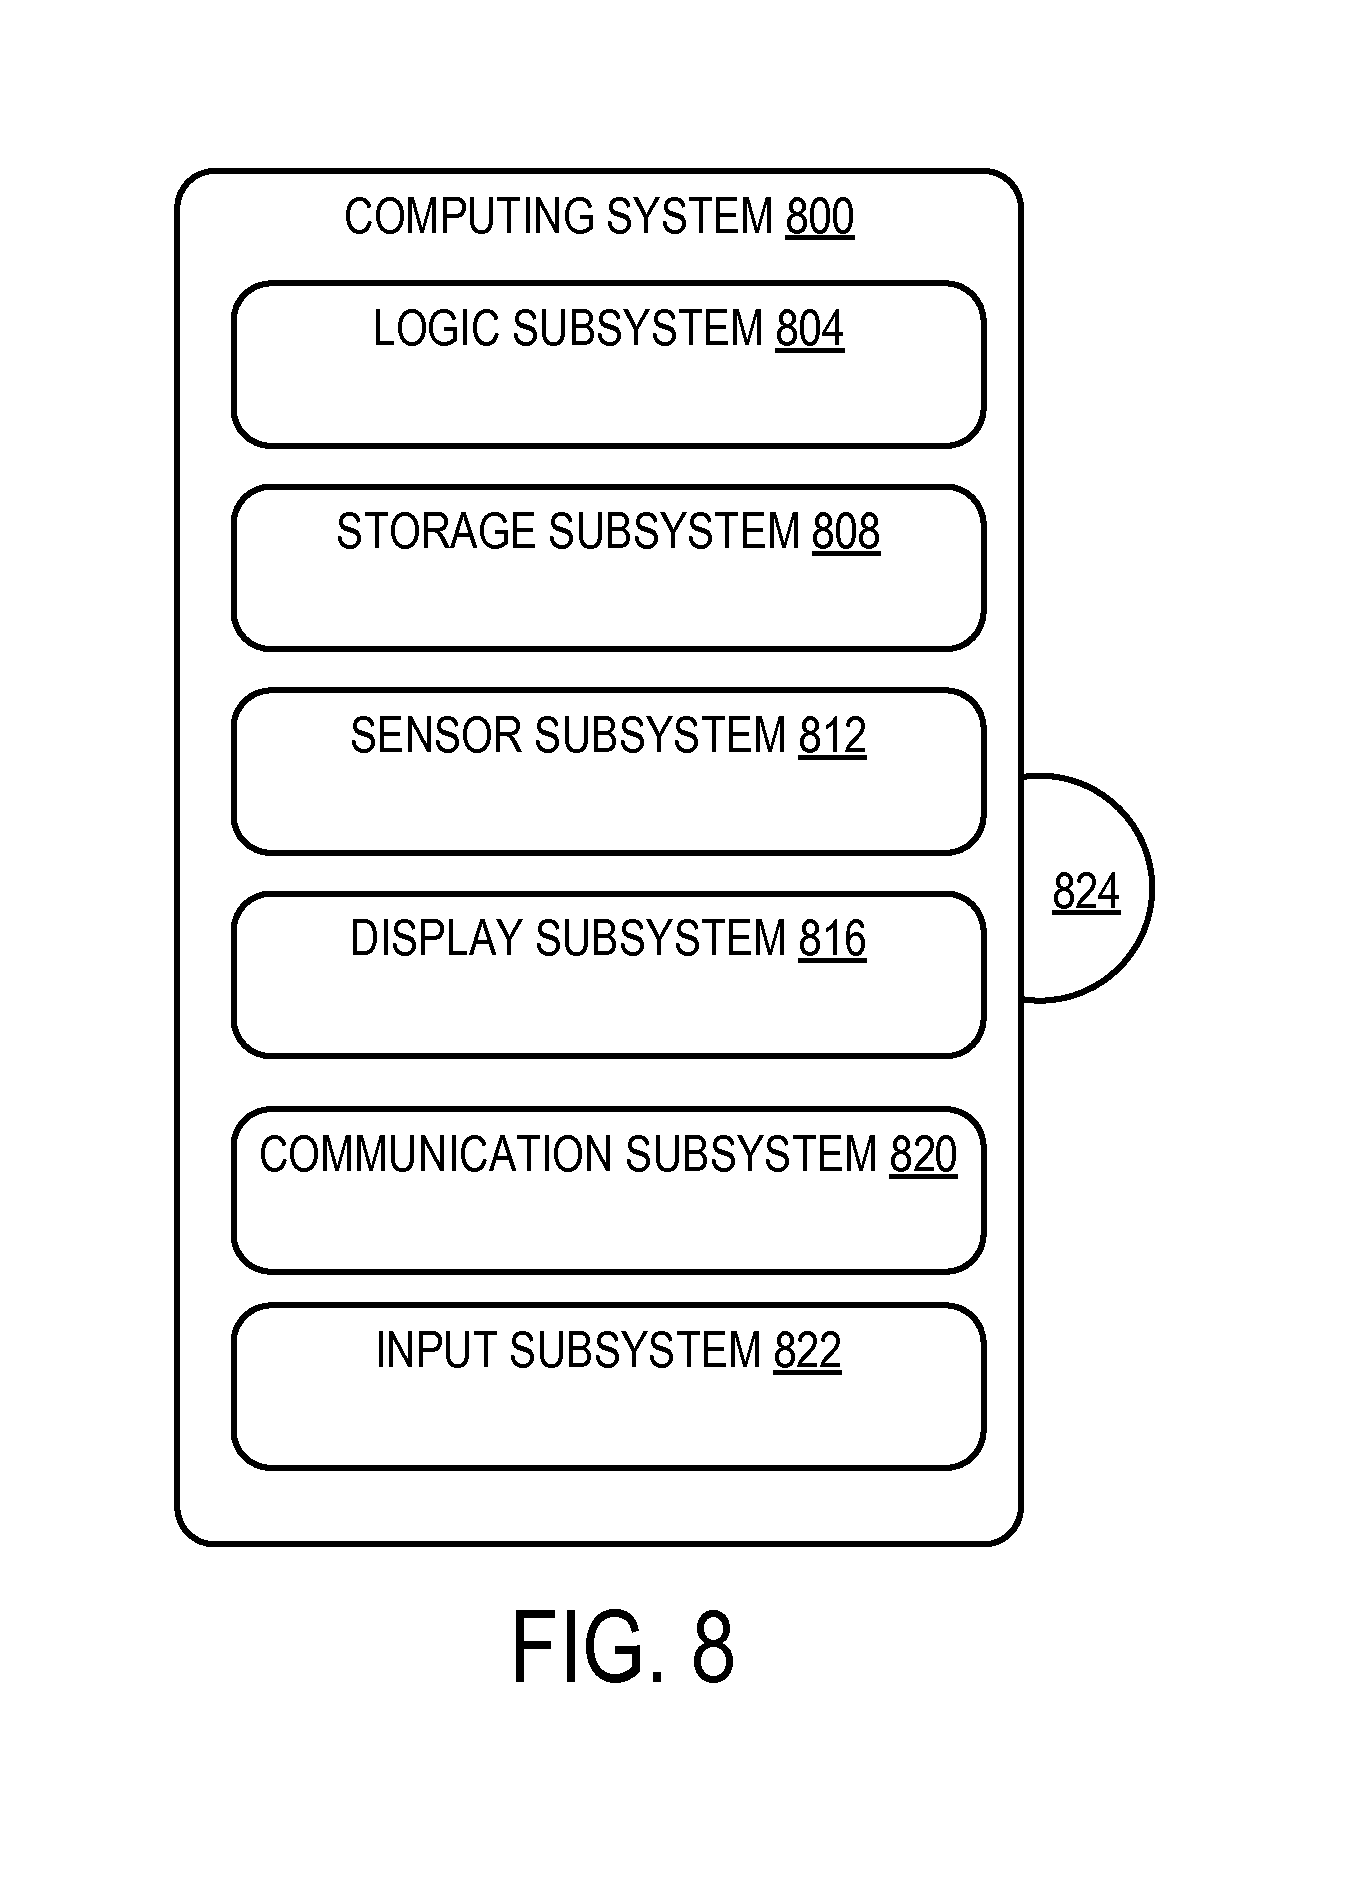 COMPUTING SYSTEM 800
LOGIC SUBSYSTEM 804
STORAGE SUBSYSTEM 808
SENSOR SUBSYSTEM 812
824
DISPLAY SUBSYSTEM 816
COMMUNICATION SUBSYSTEM 820
INPUT SUBSYSTEM 822
FIG. 8